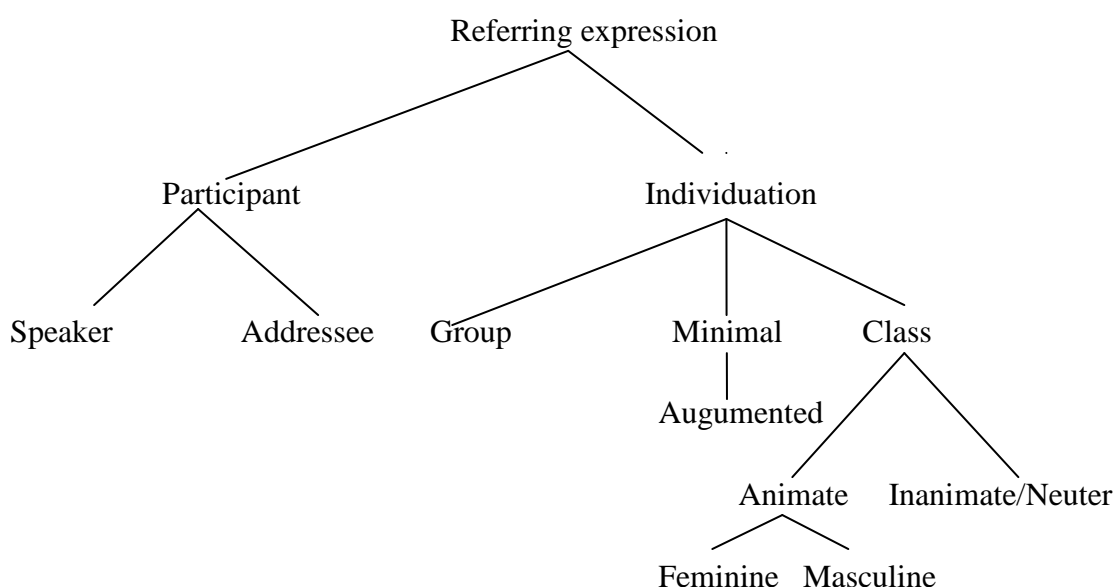 Referring expression
Participant Individuation
Speaker Addressee Group Minimal Class
Augumented
Animate Inanimate/Neuter
Feminine Masculine